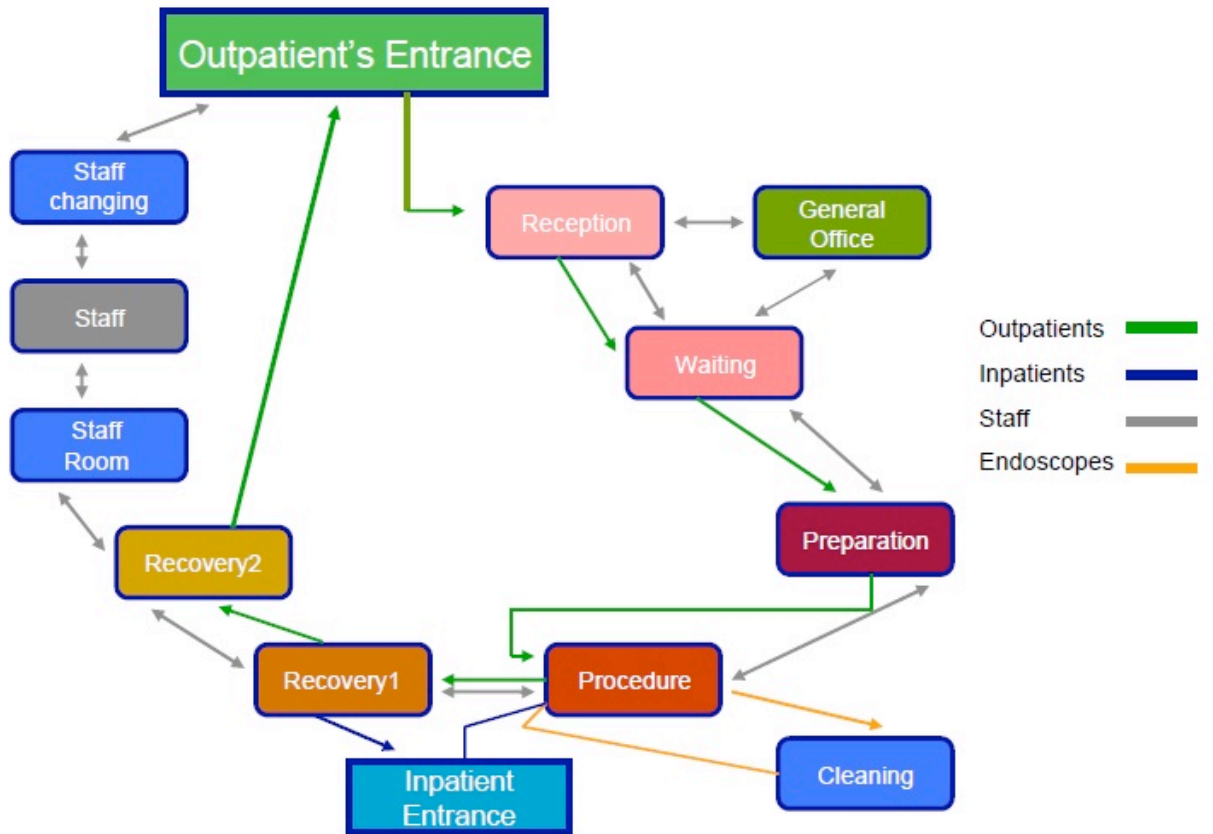 Outpatient's Entrance
Staff
changing
Reception
General
Office
Staff
Waiting
Outpatients
Inpatients
Staff
Endoscopes
Staff
Room
Preparation
Recovery2
Recovery1
Procedure
Cleaning
Inpatient
Entrance